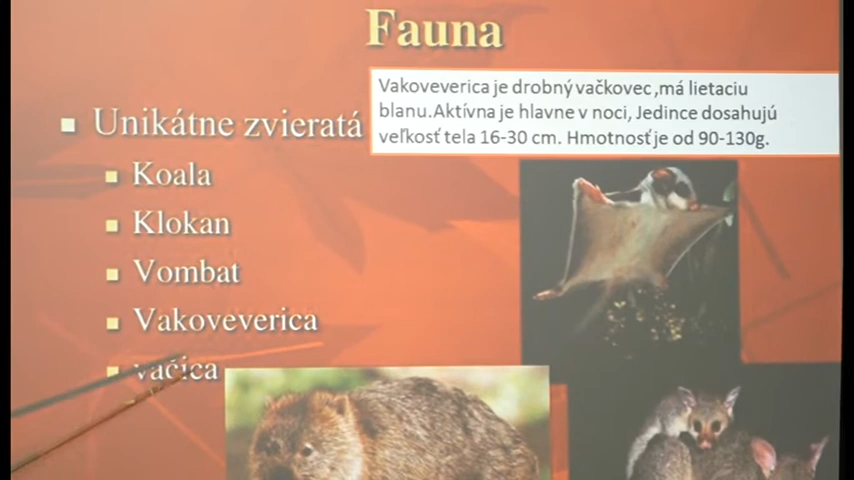 Fauna
Vakoveverica je drobný vačkovec ,má lietaciu
blanu.Aktívna je hlavne v noci, Jedince dosahujú
veľkosť tela 16-30 cm. Hmotnosť je od 90-130g.
Unikátne zvieratá
Koala
Klokan
Vombat
Vakoveverica
vačica